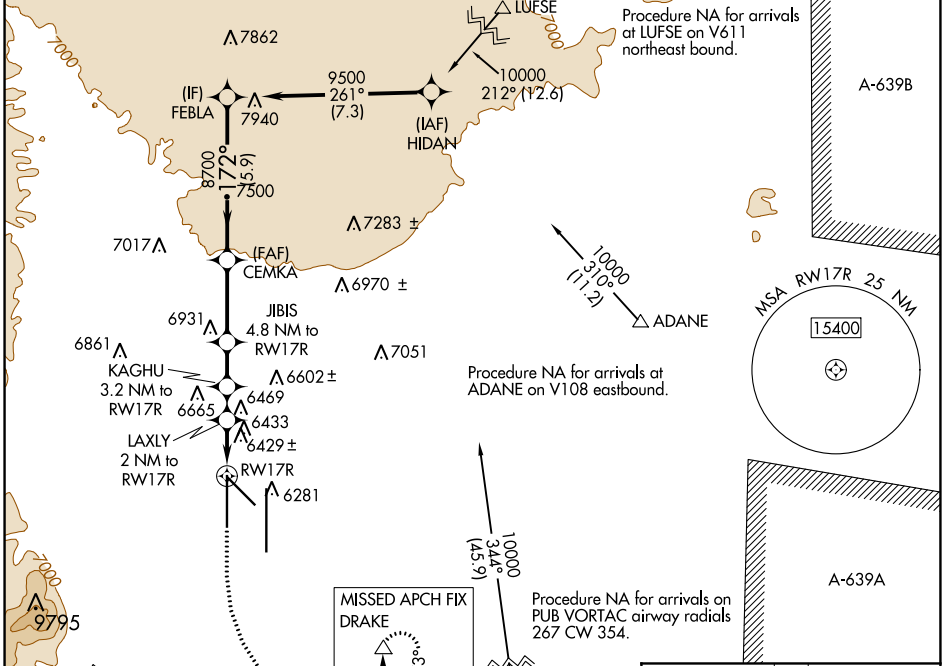 LUFSE
Procedure NA for arrivals
at LUFSE on V611
northeast bound.
7000
7000
7862
10000
212° (12.6)
A-639B
9500
261°
(7.3)
(IF)
FEBLA
7940
(IAF)
HIDAN
8700
172°
(5.9)
7500
7283 ±
7017
(FAF)
CEMKA
10000
310°
(11.2)
6970 ±
MSA RW17R 25 NM
15400
6931
JIBIS
4.8 NM to
RW17R
ADANE
6861
7051
KAGHU
3.2 NM to
RW17R
6602 ±
Procedure NA for arrivals at
ADANE on V108 eastbound.
6665
6469
6433
LAXLY
2 NM to
RW17R
6429 ±
RW17R
6281
10000
344°
(45.9)
7000
9795
A-639A
MISSED APCH FIX
DRAKE
Procedure NA for arrivals on
PUB VORTAC airway radials
267 CW 354.